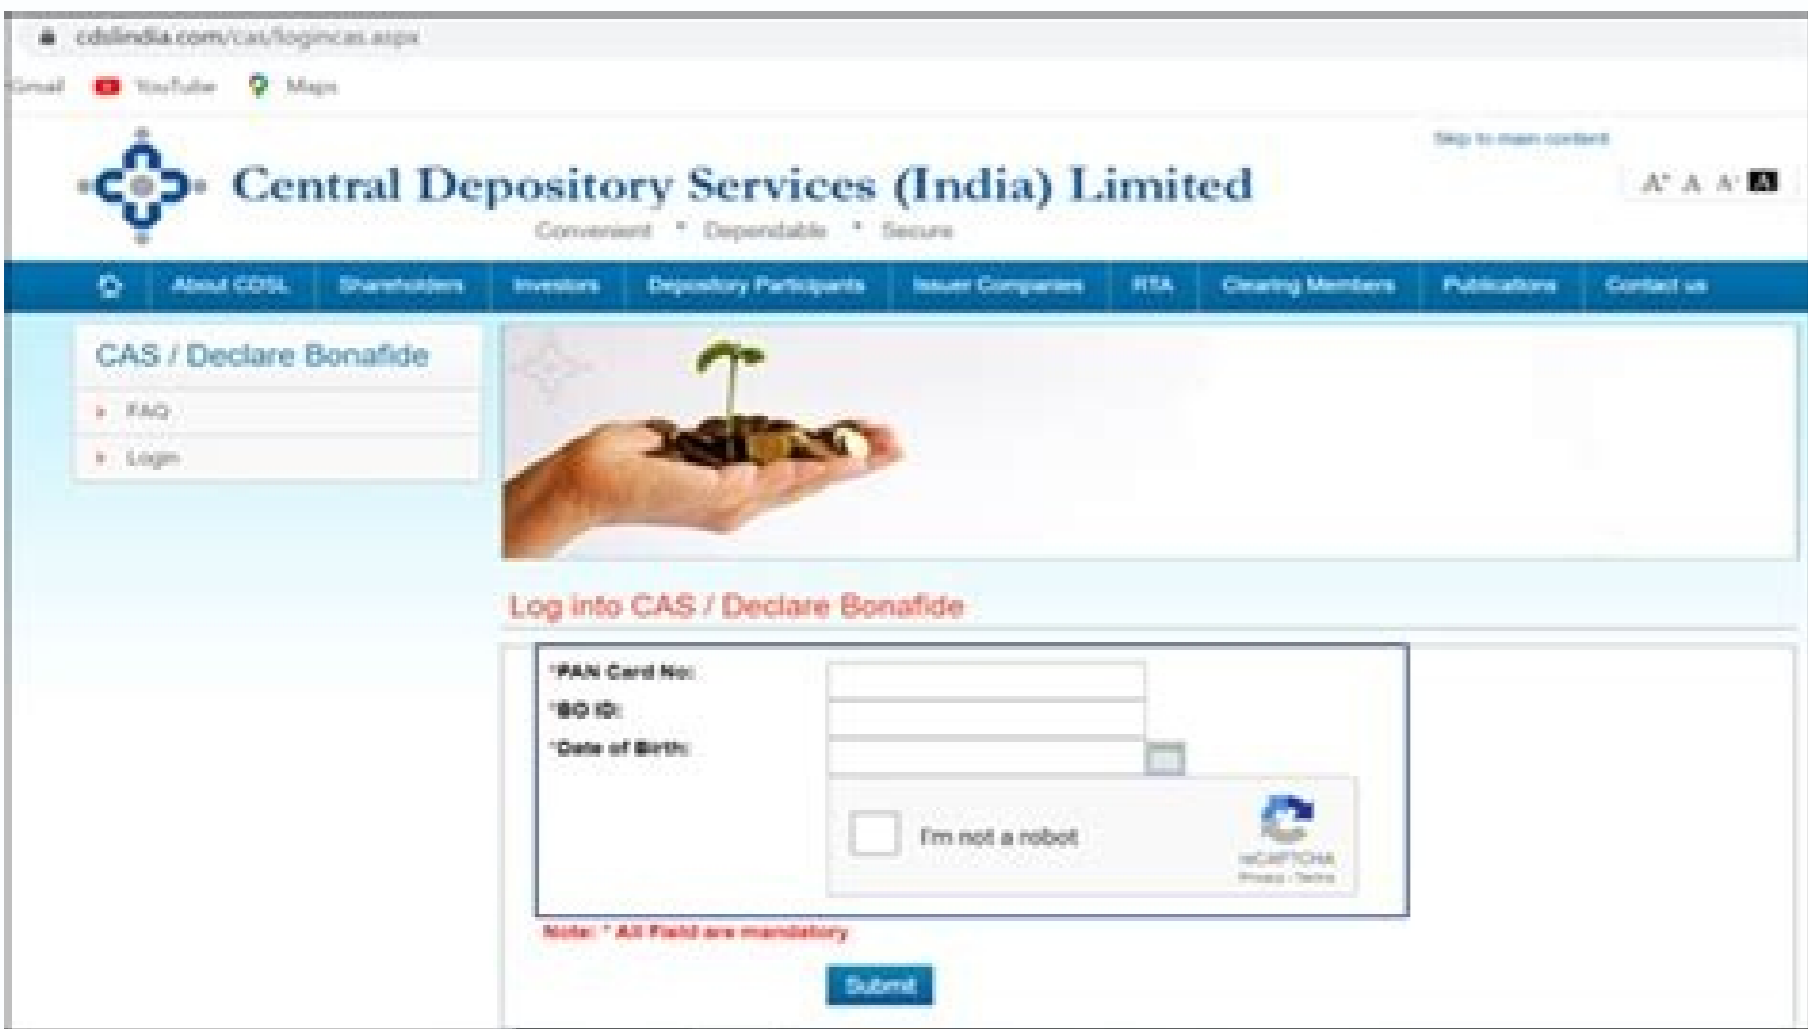 cdslindia.com/cas/logincas.aspx
Gmail YouTube Maps
Skip to main content
Central Depository Services (India) Limited
A+ A A- A
Convenient * Dependable * Secure
About CDSL Shareholders Investors Depository Participants Issuer Companies RTA Clearing Members Publications Contact us
CAS / Declare Bonafide
FAQ
Login
Log into CAS / Declare Bonafide
*PAN Card No:
*BO ID:
*Date of Birth:
I'm not a robot
reCAPTCHA
Privacy - Terms
Note: * All Field are mandatory
Submit